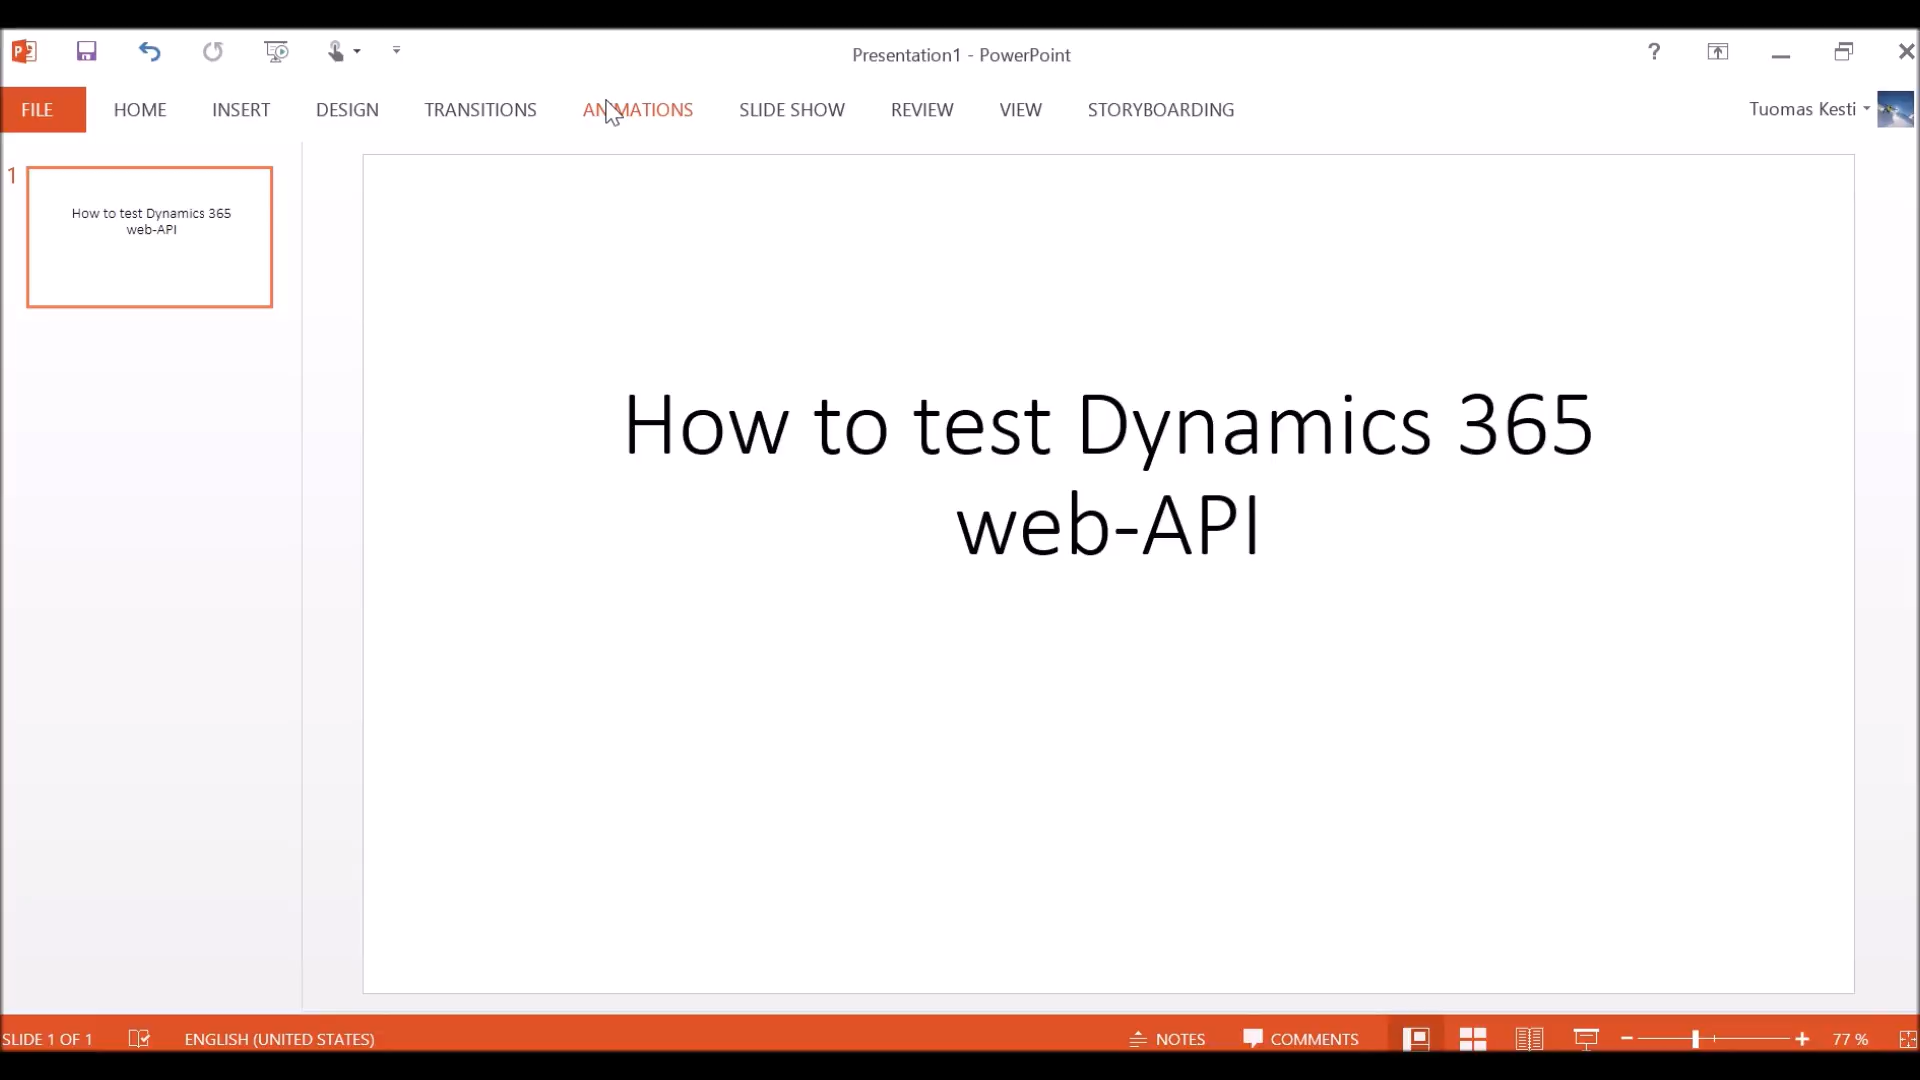 Presentation1 - PowerPoint
?
FILE HOME INSERT DESIGN TRANSITIONS ANIMATIONS SLIDE SHOW REVIEW VIEW STORYBOARDING Tuomas Kesti
1
How to test Dynamics 365
web-API
How to test Dynamics 365
web-API
SLIDE 1 OF 1 ENGLISH (UNITED STATES) NOTES COMMENTS 77 %